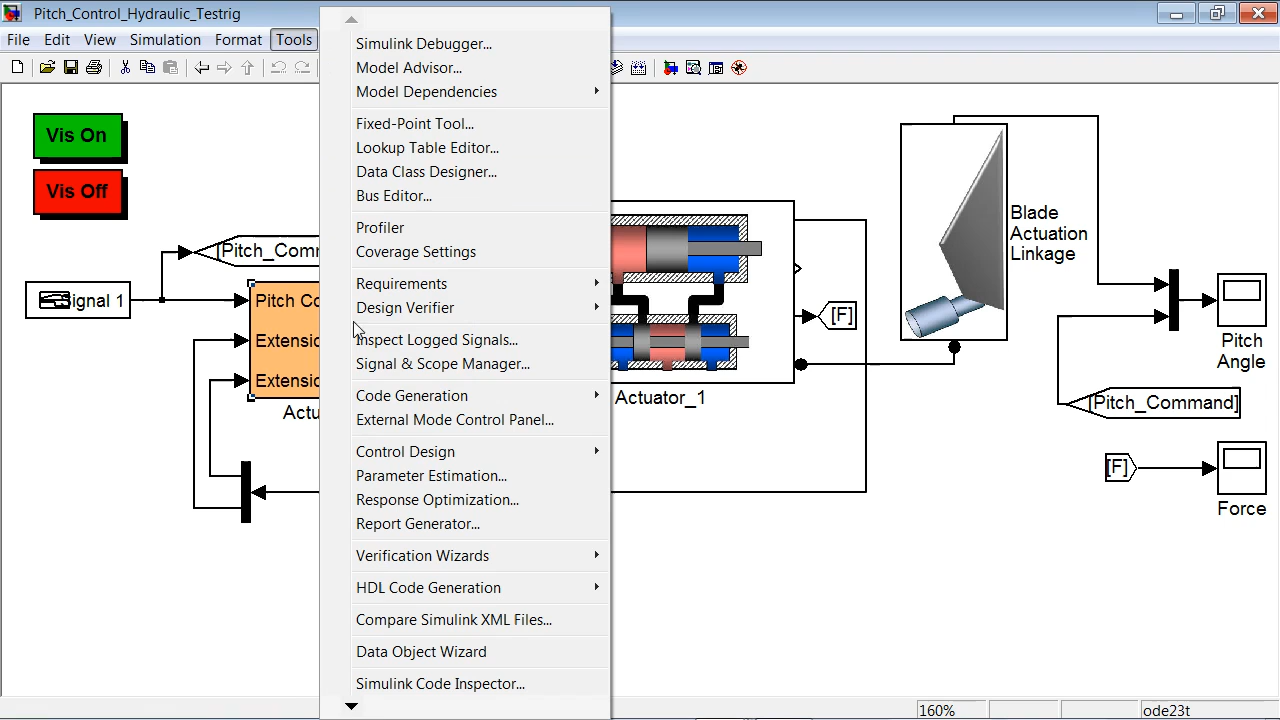 Pitch_Control_Hydraulic_Testrig
File Edit View Simulation Format Tools
Simulink Debugger...
Model Advisor...
Model Dependencies
Fixed-Point Tool...
Lookup Table Editor...
Data Class Designer...
Bus Editor...
Profiler
Coverage Settings
Requirements
Design Verifier
Inspect Logged Signals...
Signal & Scope Manager...
Code Generation
External Mode Control Panel...
Control Design
Parameter Estimation...
Response Optimization...
Report Generator...
Verification Wizards
HDL Code Generation
Compare Simulink XML Files...
Data Object Wizard
Simulink Code Inspector...
Vis On
Vis Off
[Pitch_Comm
Signal 1
Pitch Co
Extensio
Extensio
Actu
Actuator_1
[F]
Blade
Actuation
Linkage
Pitch
Angle
[Pitch_Command]
[F]
Force
160%
ode23t